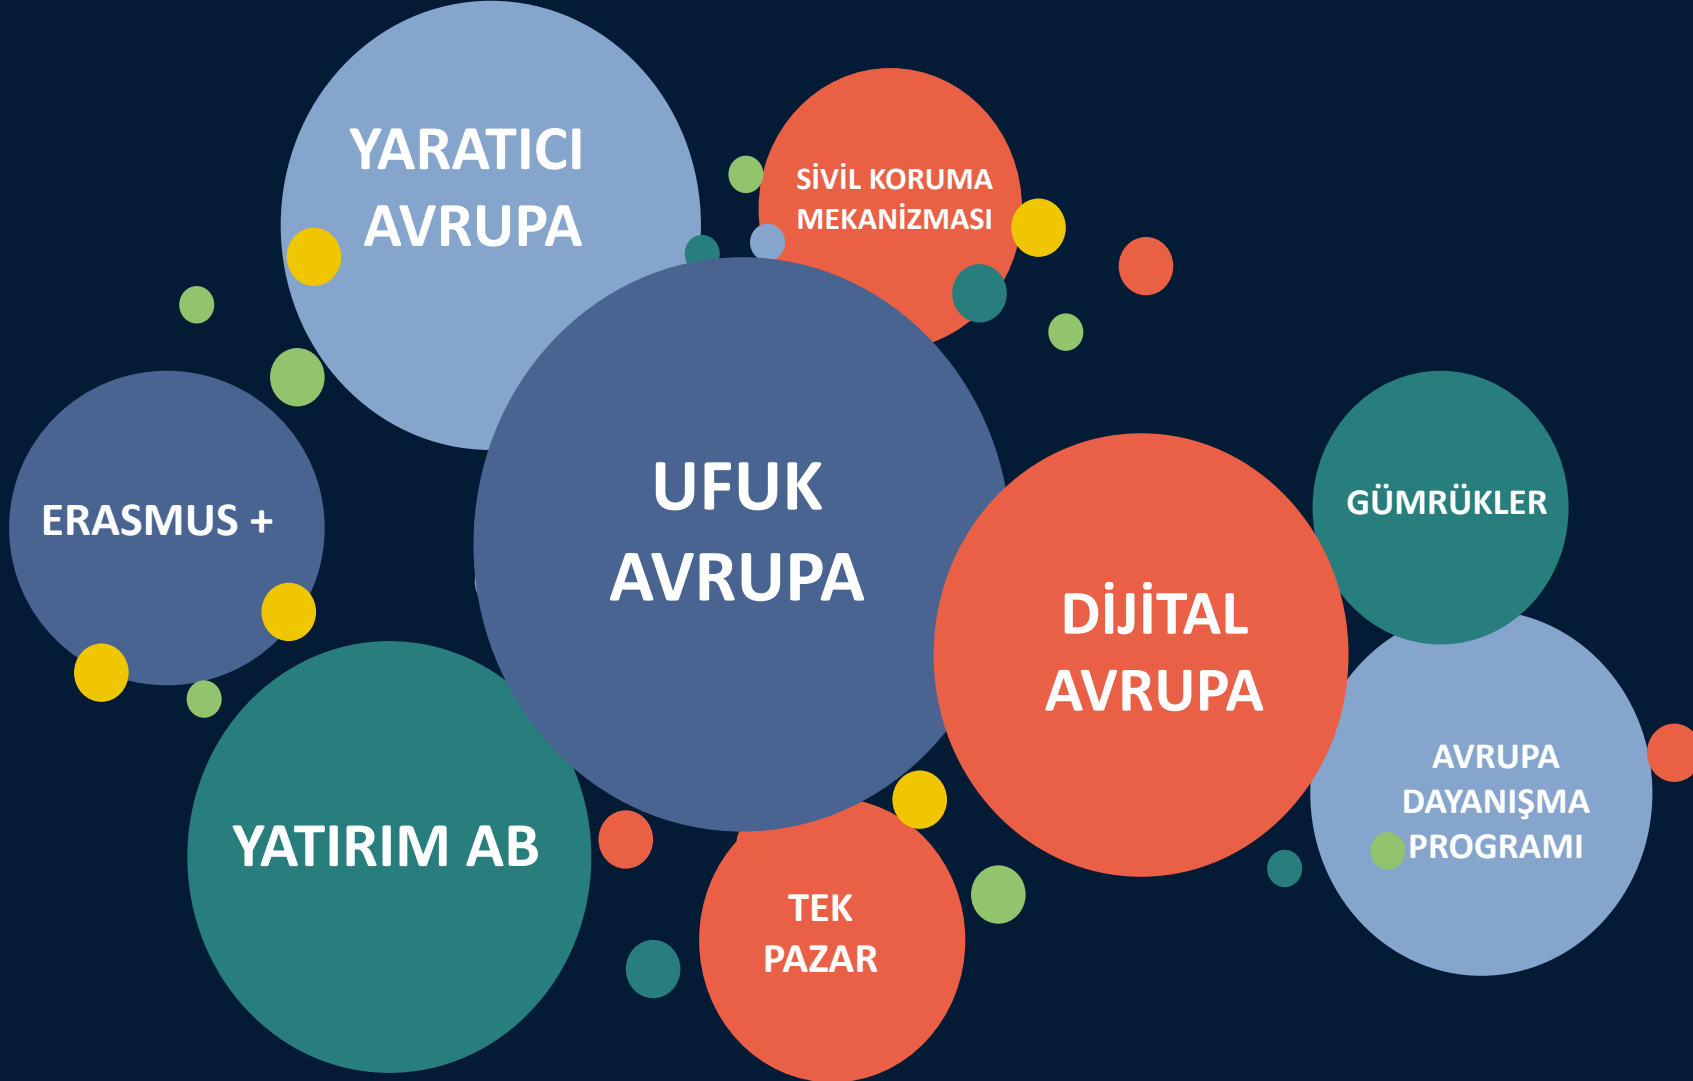 YARATICI
AVRUPA
SİVİL KORUMA
MEKANİZMASI
UFUK
AVRUPA
ERASMUS +
GÜMRÜKLER
DİJİTAL
AVRUPA
YATIRIM AB
AVRUPA
DAYANIŞMA
PROGRAMI
TEK
PAZAR